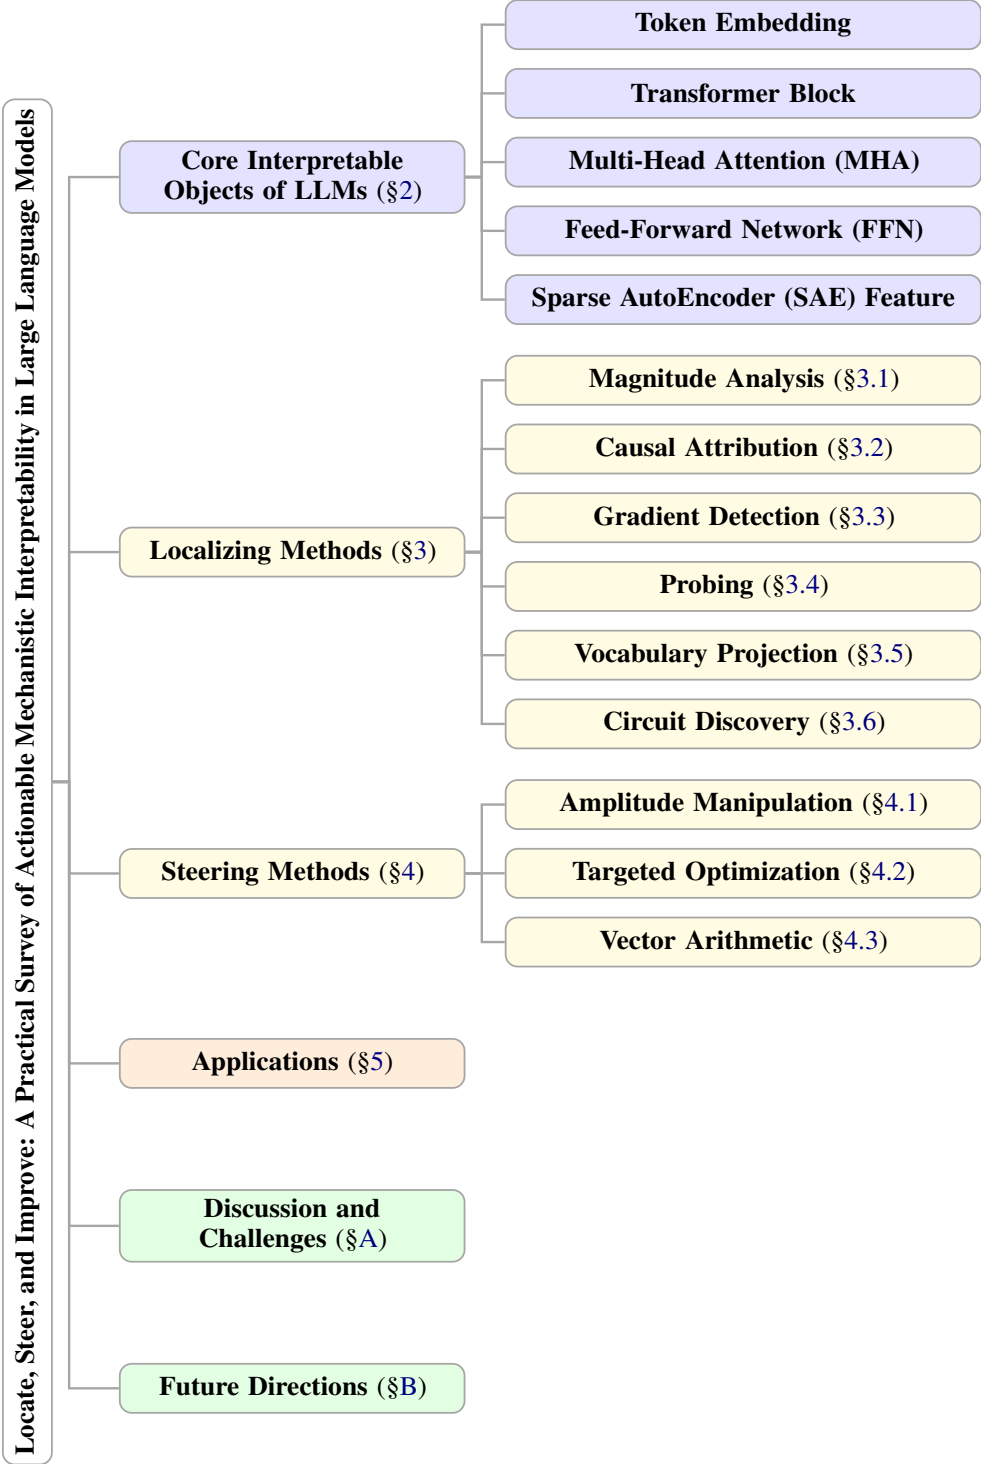 Locate, Steer, and Improve: A Practical Survey of Actionable Mechanistic Interpretability in Large Language Models
Core Interpretable
Objects of LLMs (§2)
Token Embedding
Transformer Block
Multi-Head Attention (MHA)
Feed-Forward Network (FFN)
Sparse AutoEncoder (SAE) Feature
Localizing Methods (§3)
Magnitude Analysis (§3.1)
Causal Attribution (§3.2)
Gradient Detection (§3.3)
Probing (§3.4)
Vocabulary Projection (§3.5)
Circuit Discovery (§3.6)
Steering Methods (§4)
Amplitude Manipulation (§4.1)
Targeted Optimization (§4.2)
Vector Arithmetic (§4.3)
Applications (§5)
Discussion and
Challenges (§A)
Future Directions (§B)